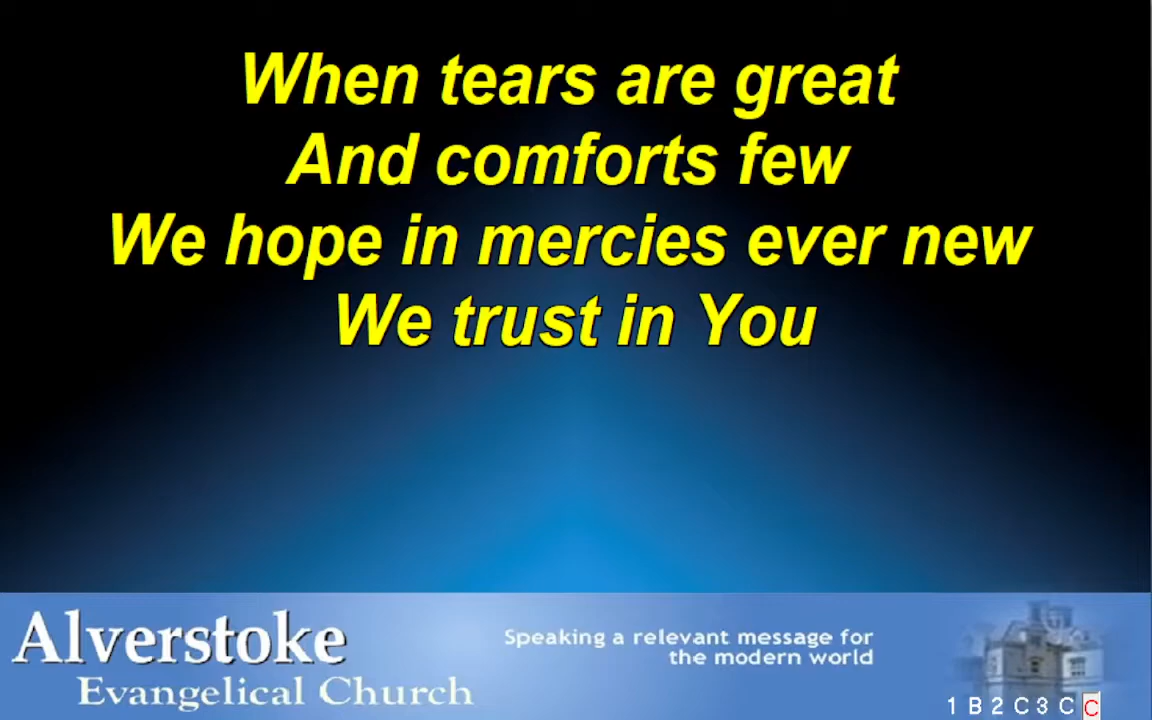 When tears are great
And comforts few
We hope in mercies ever new
We trust in You
Alverstoke
Evangelical Church
Speaking a relevant message for
the modern world
1 B 2 C 3 C C